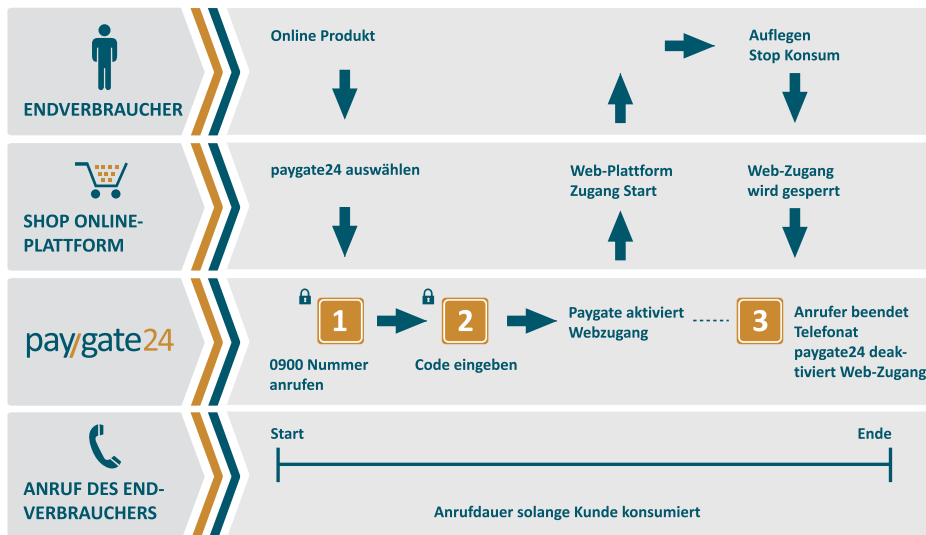 ENDVERBRAUCHER
Online Produkt
Auflegen
Stop Konsum
SHOP ONLINE-
PLATTFORM
paygate24 auswählen
Web-Plattform
Zugang Start
Web-Zugang
wird gesperrt
paygate24
1
0900 Nummer
anrufen
2
Code eingeben
Paygate aktiviert
Webzugang
3
Anrufer beendet
Telefonat
paygate24 deak-
tiviert Web-Zugang
ANRUF DES END-
VERBRAUCHERS
Start
Ende
Anrufdauer solange Kunde konsumiert